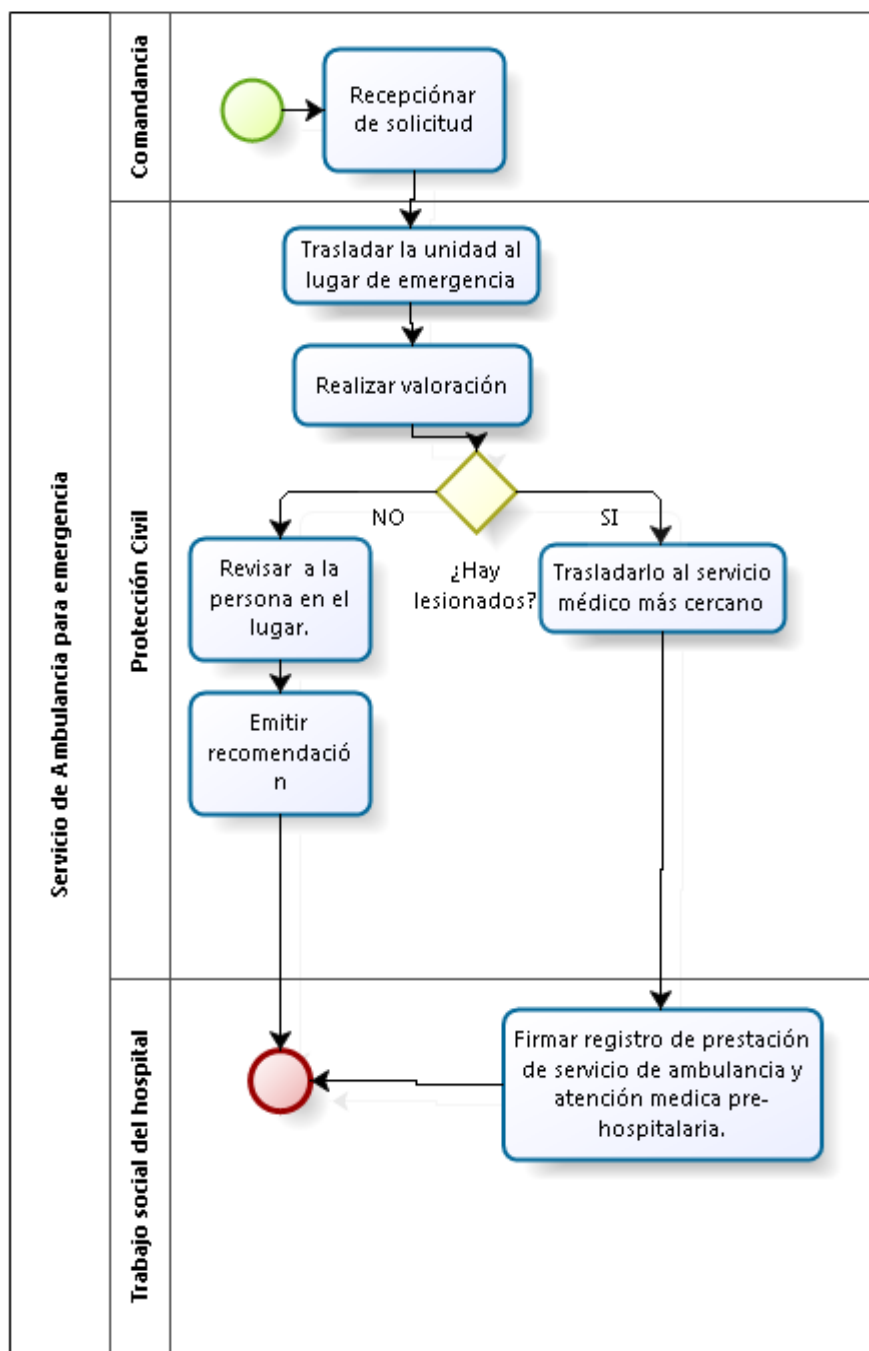 Servicio de Ambulancia para emergencia
Comandancia
Recepciónar
de solicitud
Protección Civil
Trasladar la unidad al
lugar de emergencia
Realizar valoración
NO
SI
¿Hay
lesionados?
Revisar a la
persona en el
lugar.
Trasladarlo al servicio
médico más cercano
Emitir
recomendació
n
Trabajo social del hospital
Firmar registro de prestación
de servicio de ambulancia y
atención medica pre-
hospitalaria.